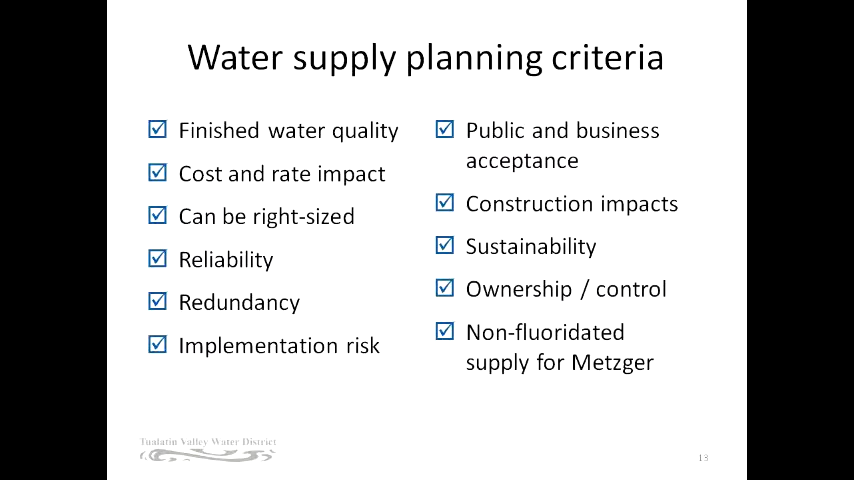 Water supply planning criteria
Finished water quality
Cost and rate impact
Can be right-sized
Reliability
Redundancy
Implementation risk
Public and business
acceptance
Construction impacts
Sustainability
Ownership / control
Non-fluoridated
supply for Metzger
Tualatin Valley Water District
13